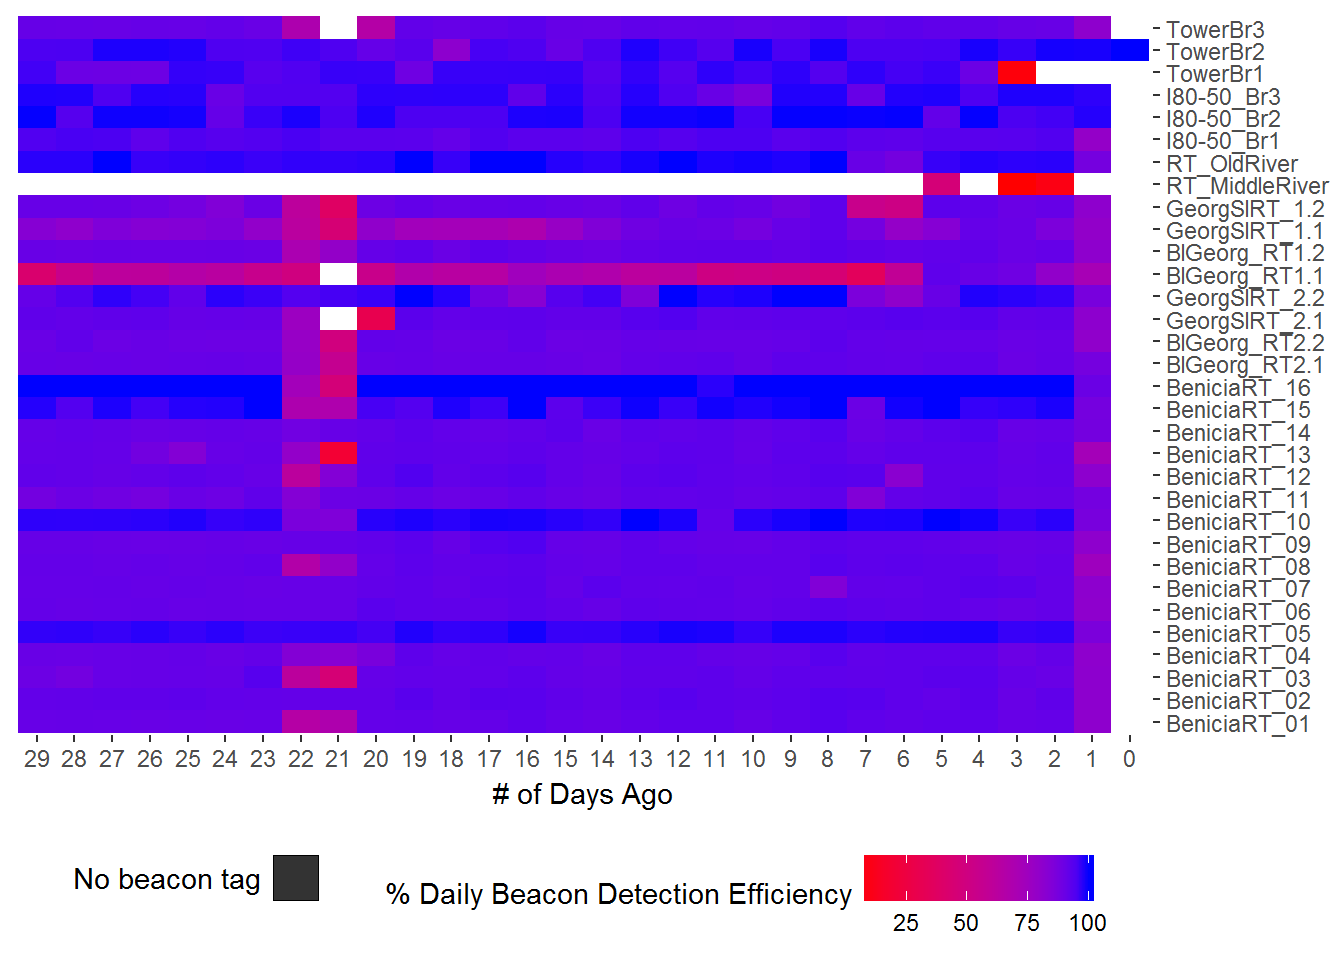 TowerBr3
TowerBr2
TowerBr1
I80-50_Br3
I80-50_Br2
I80-50_Br1
RT_OldRiver
RT_MiddleRiver
GeorgSlRT_1.2
GeorgSlRT_1.1
BlGeorg_RT1.2
BlGeorg_RT1.1
GeorgSlRT_2.2
GeorgSlRT_2.1
BlGeorg_RT2.2
BlGeorg_RT2.1
BeniciaRT_16
BeniciaRT_15
BeniciaRT_14
BeniciaRT_13
BeniciaRT_12
BeniciaRT_11
BeniciaRT_10
BeniciaRT_09
BeniciaRT_08
BeniciaRT_07
BeniciaRT_06
BeniciaRT_05
BeniciaRT_04
BeniciaRT_03
BeniciaRT_02
BeniciaRT_01
29 28 27 26 25 24 23 22 21 20 19 18 17 16 15 14 13 12 11 10 9 8 7 6 5 4 3 2 1 0
# of Days Ago
No beacon tag
% Daily Beacon Detection Efficiency
25 50 75 100